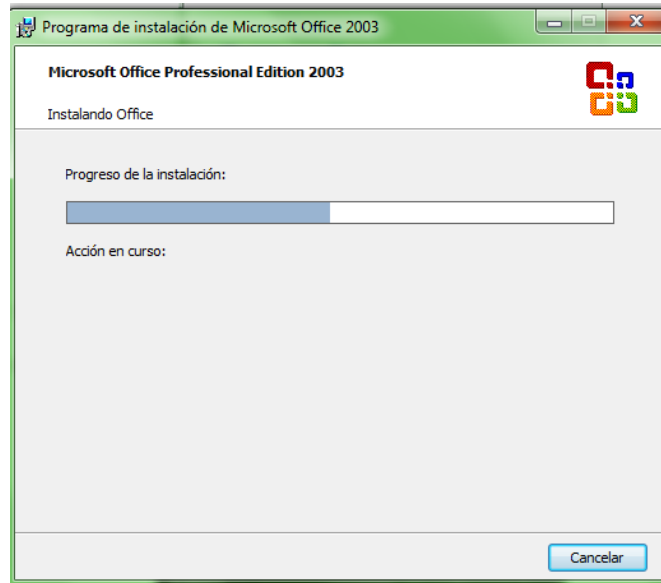 Programa de instalación de Microsoft Office 2003
Microsoft Office Professional Edition 2003
Instalando Office
Progreso de la instalación:
Acción en curso:
Cancelar